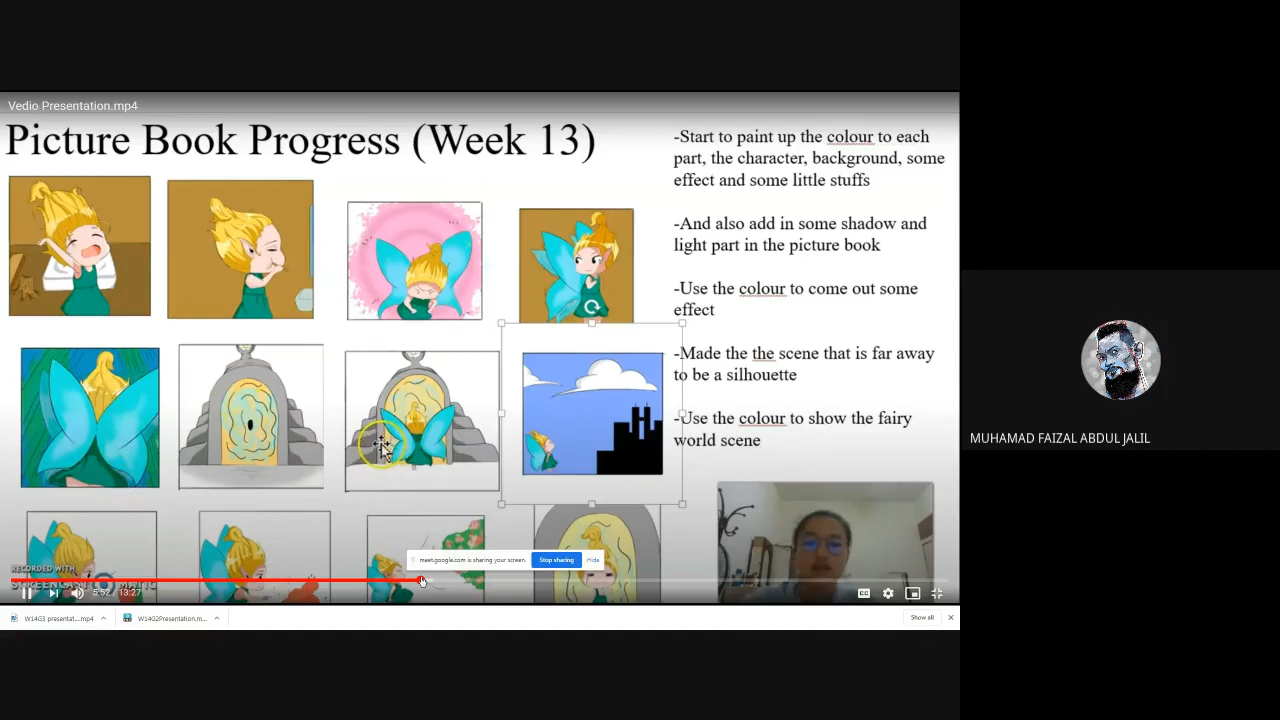 Vedio Presentation.mp4
Picture Book Progress (Week 13)
-Start to paint up the colour to each
part, the character, background, some
effect and some little stuffs
-And also add in some shadow and
light part in the picture book
-Use the colour to come out some
effect
-Made the the scene that is far away
to be a silhouette
-Use the colour to show the fairy
world scene
MUHAMAD FAIZAL ABDUL JALIL
meet.google.com is sharing your screen.
Stop sharing
Hide
RECORDED WITH
SCREENCAST MATIC
5:52 / 13:27
CC
W14G3 presentat....mp4
W14G2Presentation.m...
Show all